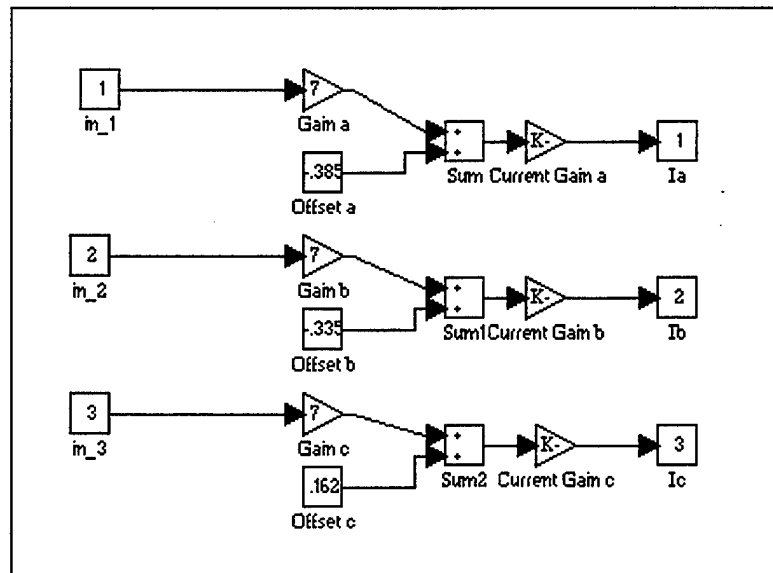 1
in_1
7
Gain a
-.385
Offset a
+
+
Sum
K-
Current Gain a
1
Ia
2
in_2
7
Gain b
-.335
Offset b
+
+
Sum1
K-
Current Gain b
2
Ib
3
in_3
7
Gain c
.162
Offset c
+
+
Sum2
K-
Current Gain c
3
Ic